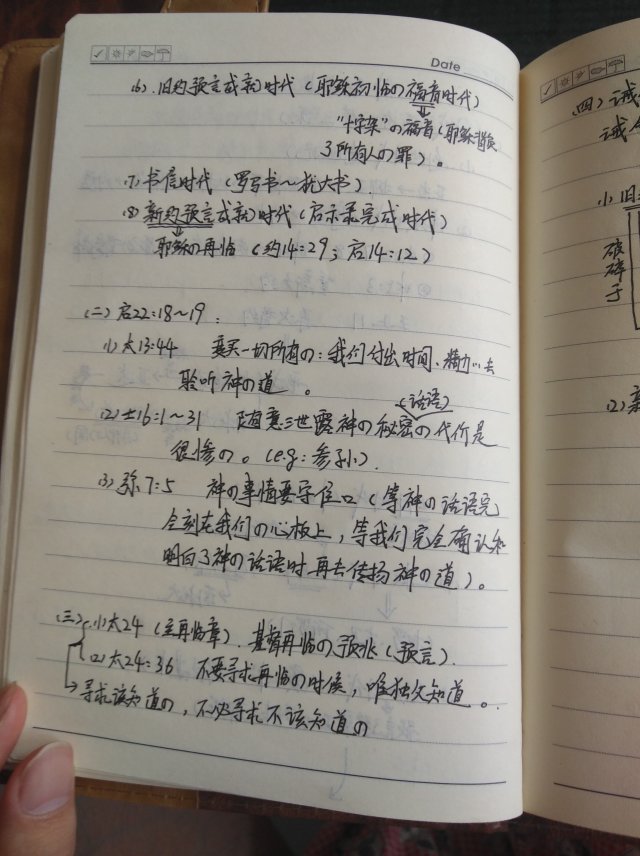 Date
(6). 旧约预言成就时代 (耶稣初临の福音时代)
"十字架"の福音 (耶稣背负
了所有人の罪) 。
(7) 书信时代 (罗马书～犹大书)
(8) 新约预言成就时代 (启示录完成时代)
耶稣の再临 (约14:29; 启14:12)
(二) 启22:18~19 :
(1) 太13:44 变卖一切所有の: 我们付出时间、精力… 去
聆听神の道 。
(话语)
(2) 士16:1~31 随意泄露神の秘密の代价是
很惨の。(eg: 参孙)
(3) 弥7:5 神の事情要守住口 (等神の话语完
全刻在我们の心板上, 等我们完全确认和
明白了神の话语时再去传扬神の道) 。
(三) (1) 太24 (主再临章). 基督再临の预兆 (预言).
(2) 太24:36 不要寻求再临の时候, 唯独父知道 。
→寻求该知道の, 不必寻求不该知道の
(四) 诫
诫命
(1) 旧
破
碎
于
(2) 新